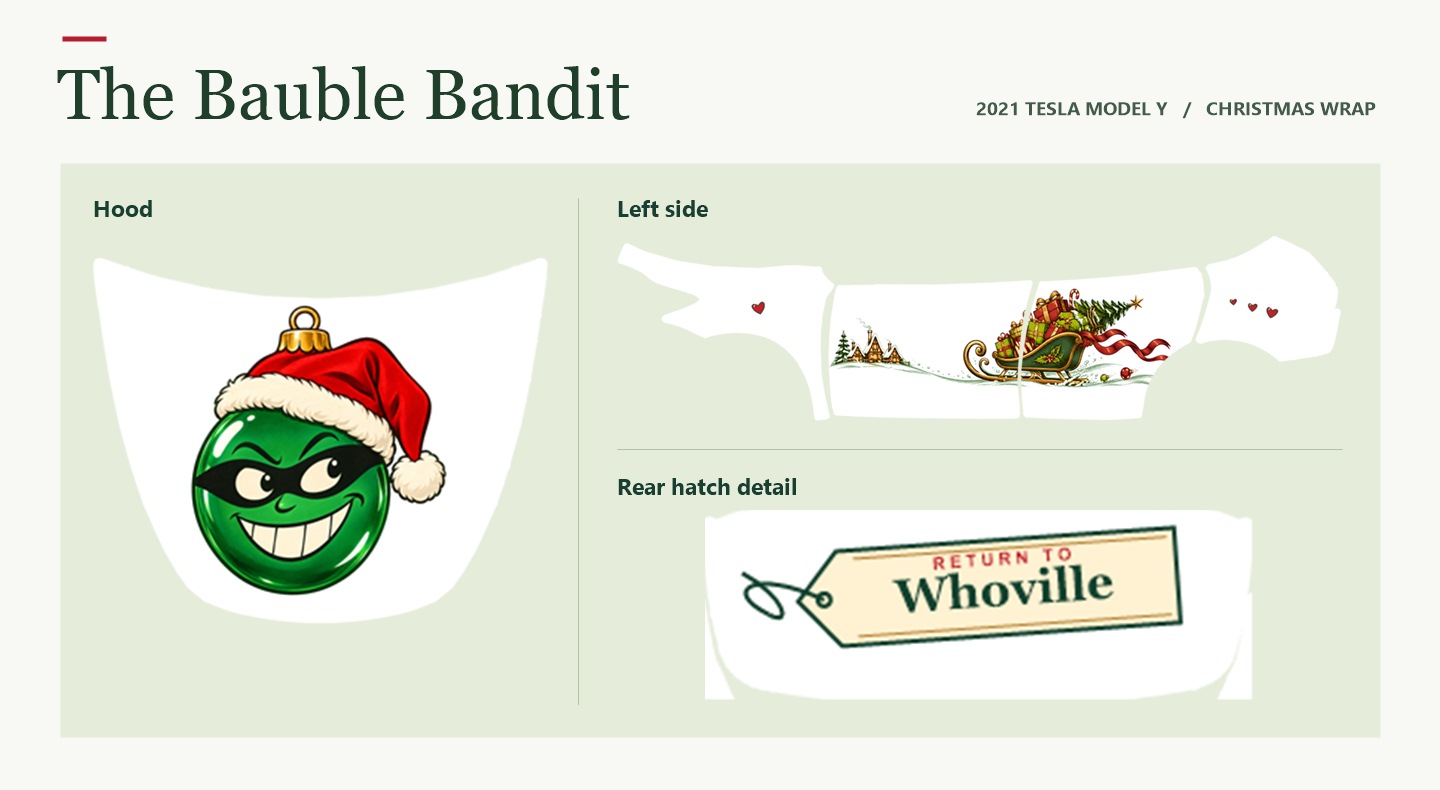 The Bauble Bandit
2021 TESLA MODEL Y / CHRISTMAS WRAP
Hood
Left side
Rear hatch detail
RETURN TO
Whoville